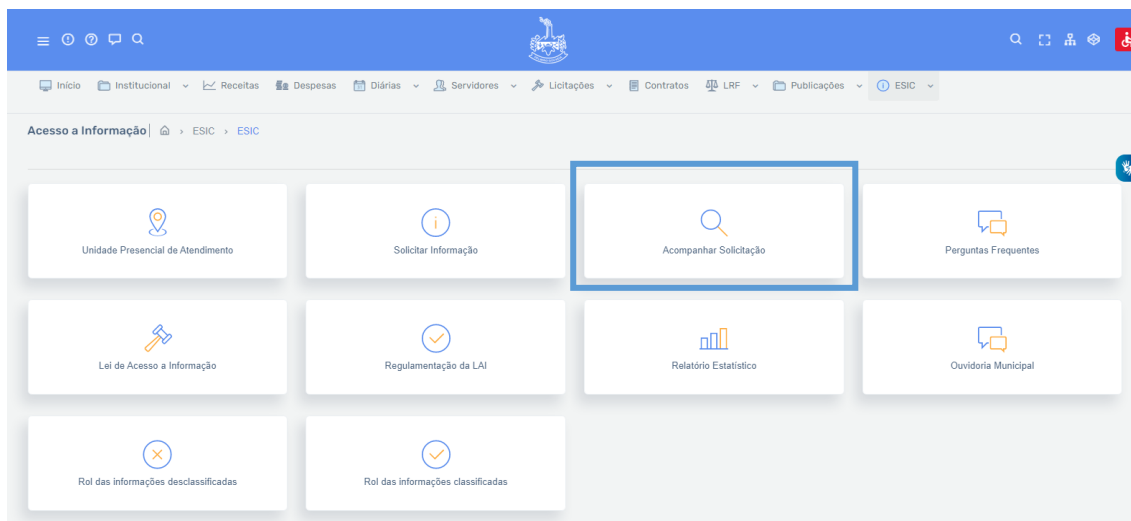 Início Institucional Receitas Despesas Diárias Servidores Licitações Contratos LRF Publicações ESIC
Acesso a Informação ESIC ESIC
Unidade Presencial de Atendimento Solicitar Informação Acompanhar Solicitação Perguntas Frequentes
Lei de Acesso a Informação Regulamentação da LAI Relatório Estatístico Ouvidoria Municipal
Rol das informações desclassificadas Rol das informações classificadas